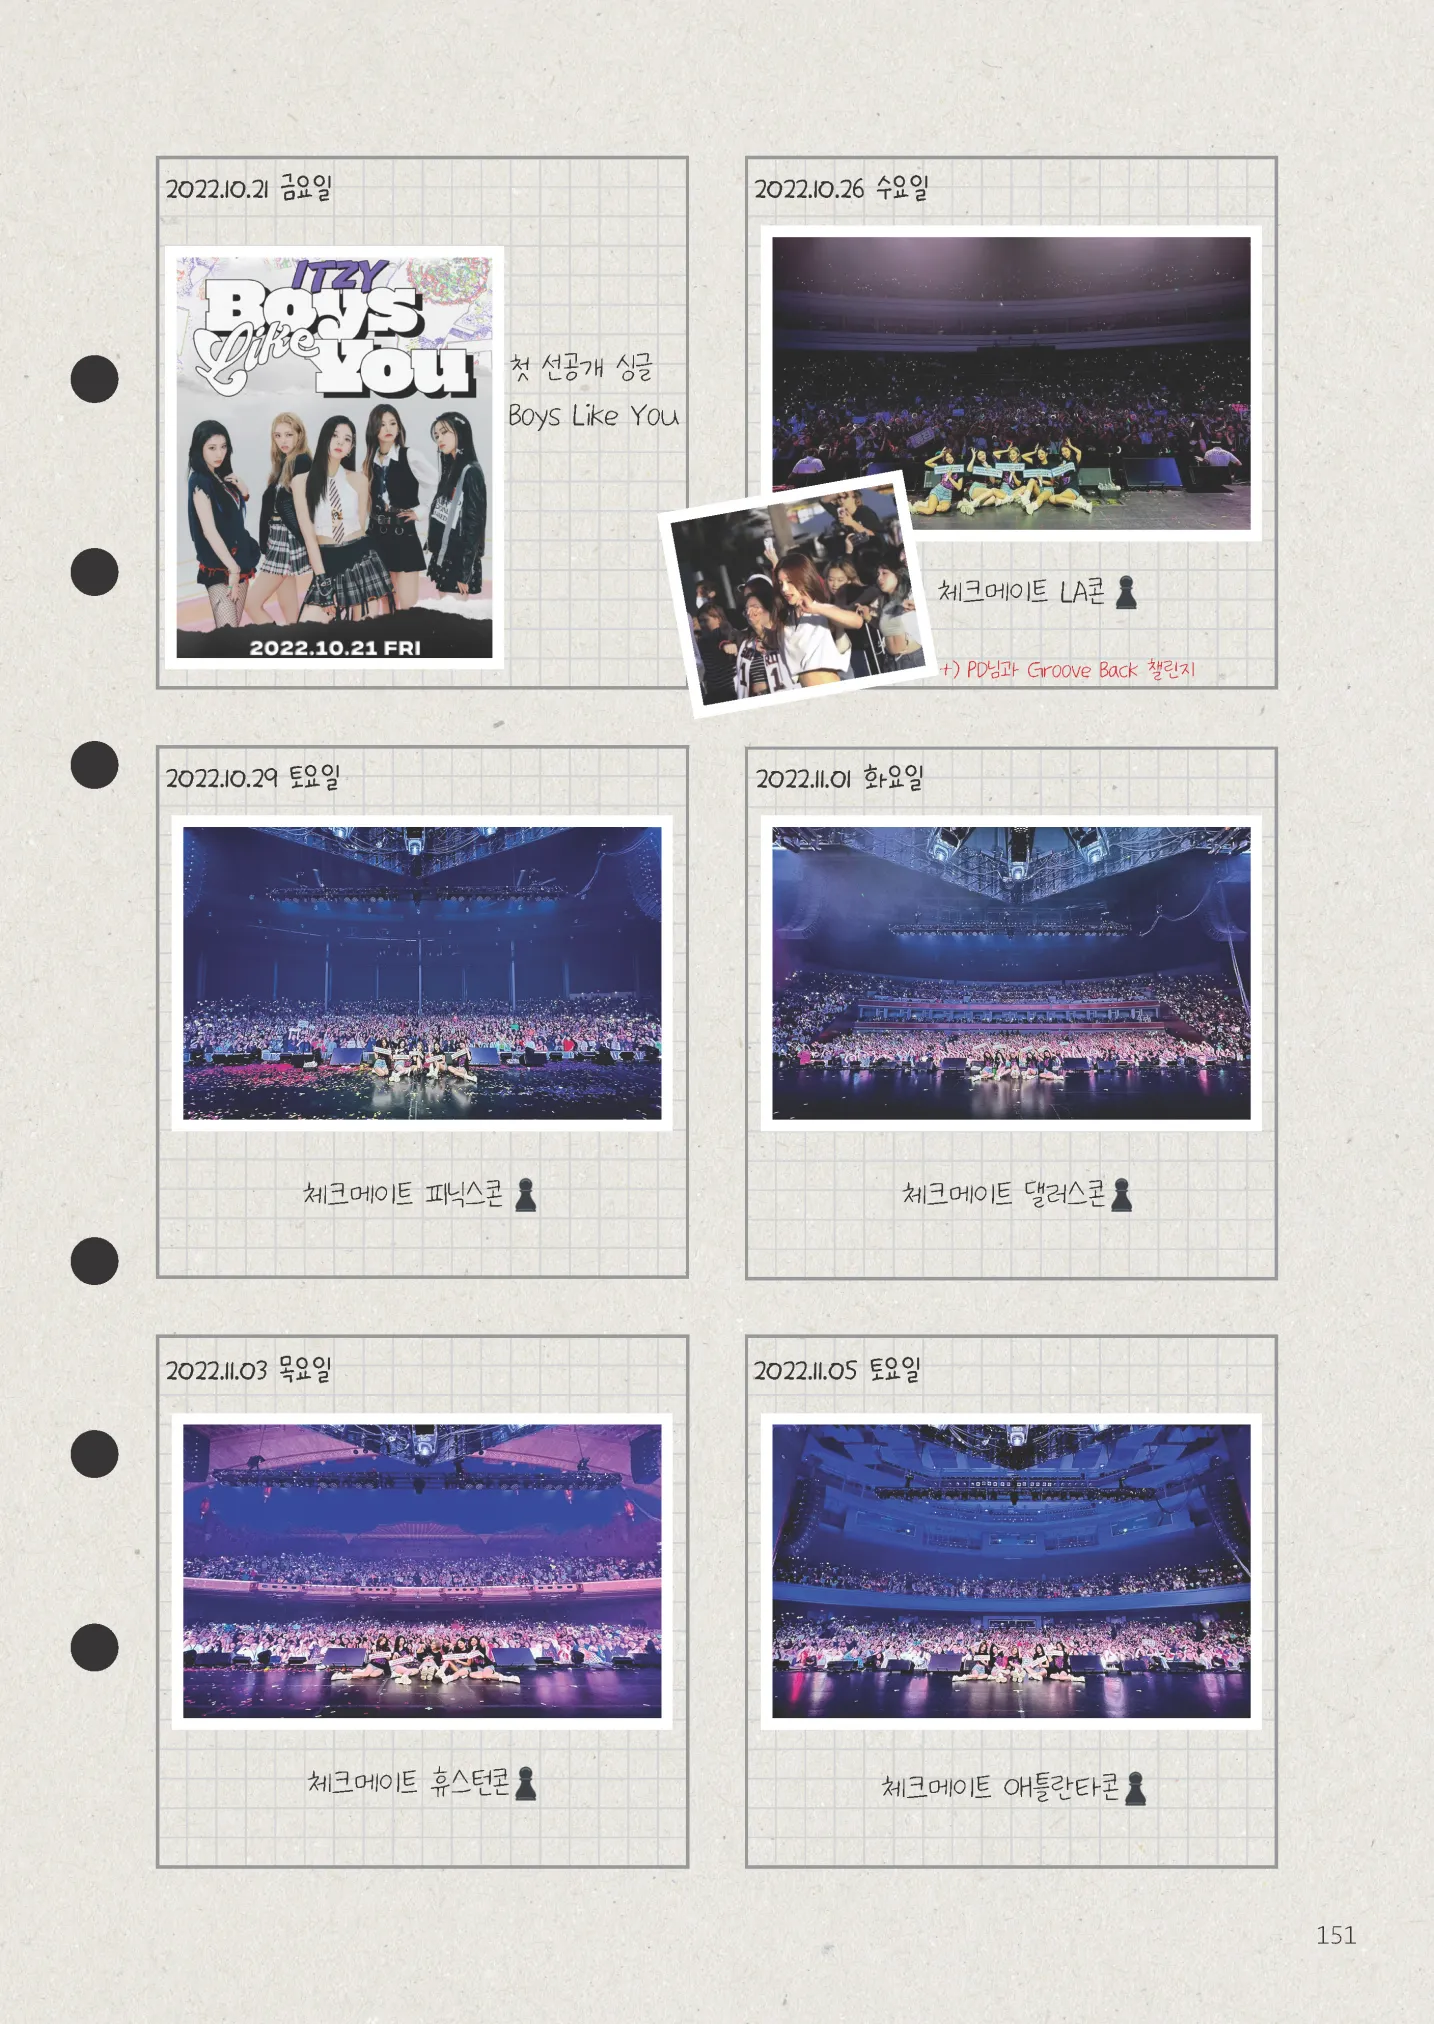 2022.10.21 금요일
ITZY
Boys
Like
You
2022.10.21 FRI
첫 선공개 싱글
Boys Like You
2022.10.26 수요일
체크메이트 LA콘
+) PD님과 Groove Back 챌린지
2022.10.29 토요일
체크메이트 피닉스콘
2022.11.01 화요일
체크메이트 댈러스콘
2022.11.03 목요일
체크메이트 휴스턴콘
2022.11.05 토요일
체크메이트 애틀란타콘
151